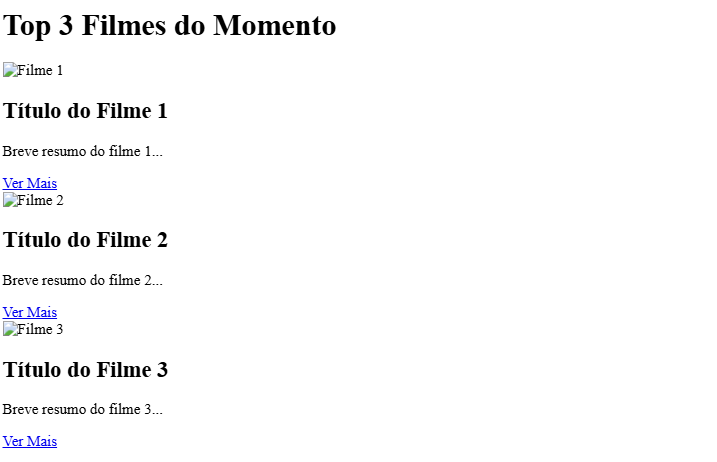 Top 3 Filmes do Momento
Filme 1
Título do Filme 1
Breve resumo do filme 1...
Ver Mais
Filme 2
Título do Filme 2
Breve resumo do filme 2...
Ver Mais
Filme 3
Título do Filme 3
Breve resumo do filme 3...
Ver Mais